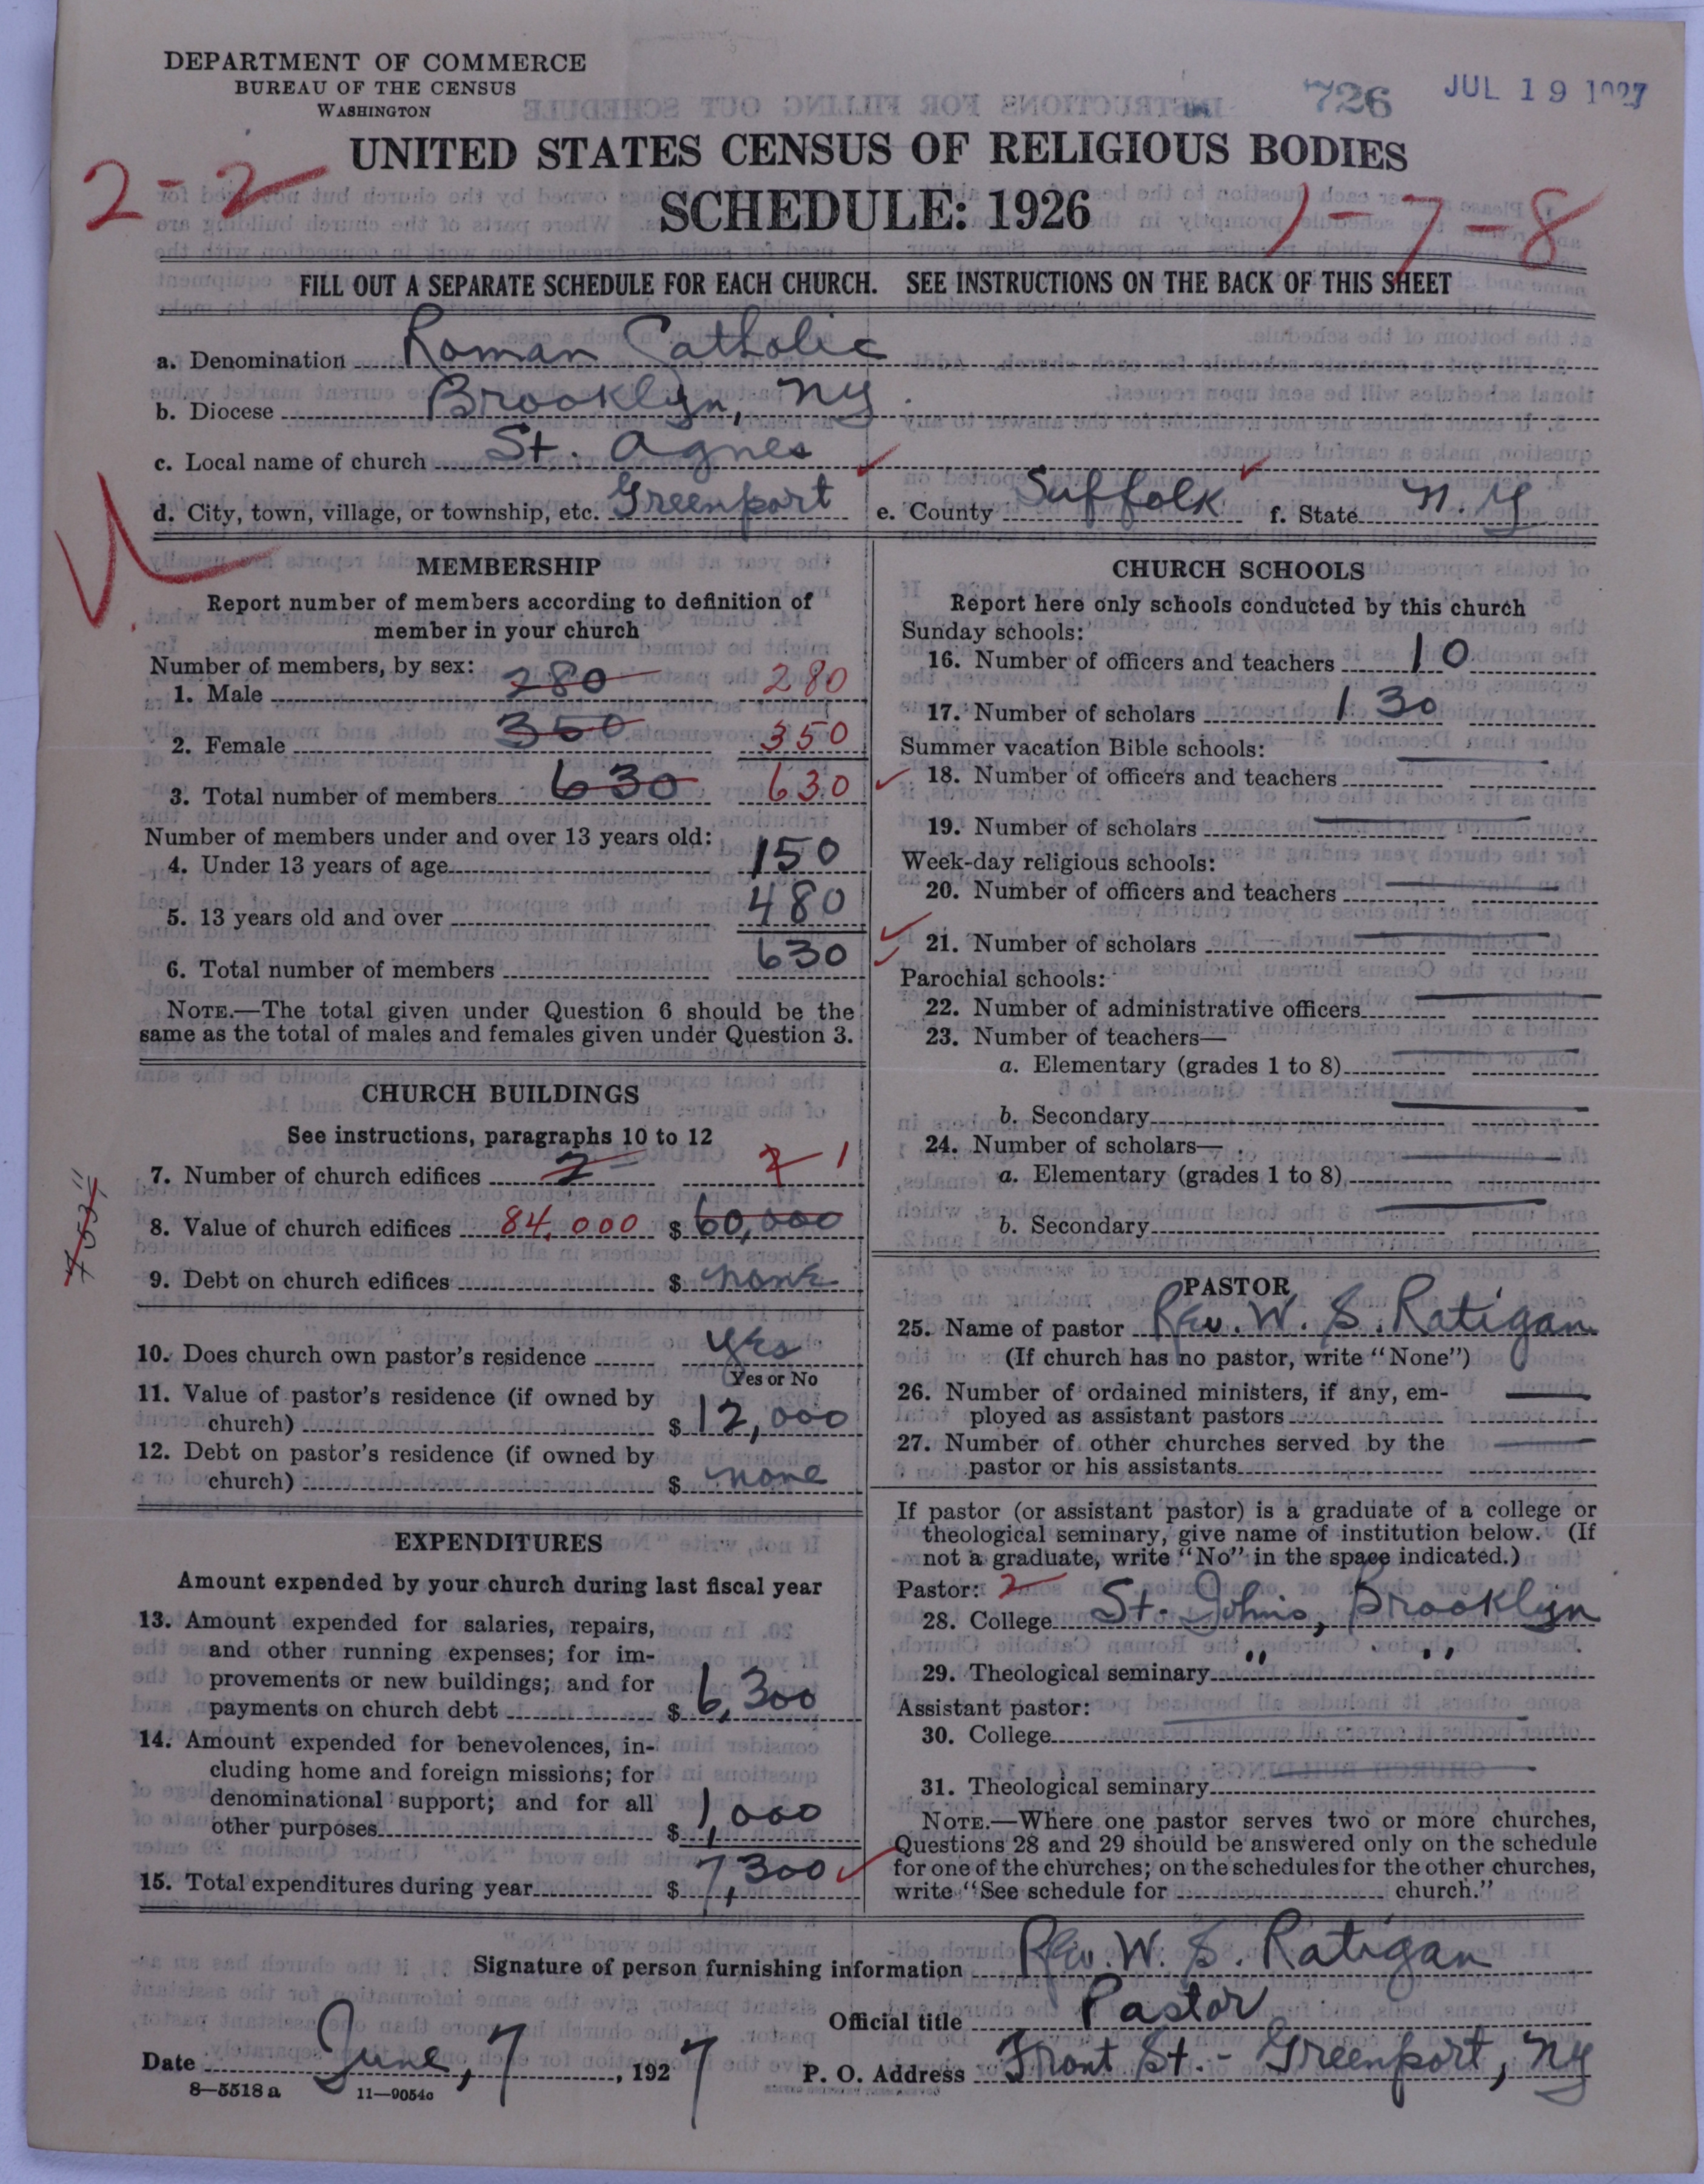 DEPARTMENT OF COMMERCE
BUREAU OF THE CENSUS
WASHINGTON
726
JUL 19 1927
UNITED STATES CENSUS OF RELIGIOUS BODIES
2-2
SCHEDULE: 1926
1-7-8
FILL OUT A SEPARATE SCHEDULE FOR EACH CHURCH. SEE INSTRUCTIONS ON THE BACK OF THIS SHEET
a. Denomination Roman Catholic
b. Diocese Brooklyn, NY.
c. Local name of church St. Agnes
d. City, town, village, or township, etc. Greenport e. County Suffolk f. State N.Y
MEMBERSHIP
Report number of members according to definition of
member in your church
Number of members, by sex:
1. Male 280 280
2. Female 350 350
3. Total number of members 630 630
Number of members under and over 13 years old:
4. Under 13 years of age 150
5. 13 years old and over 480
6. Total number of members 630
NOTE.—The total given under Question 6 should be the
same as the total of males and females given under Question 3.
CHURCH BUILDINGS
See instructions, paragraphs 10 to 12
7. Number of church edifices 2 2 1
8. Value of church edifices 84,000 $ 60,000
9. Debt on church edifices $ none
10. Does church own pastor's residence yes
Yes or No
11. Value of pastor's residence (if owned by
church) $ 12,000
12. Debt on pastor's residence (if owned by
church) $ none
EXPENDITURES
Amount expended by your church during last fiscal year
13. Amount expended for salaries, repairs,
and other running expenses; for im-
provements or new buildings; and for
payments on church debt $ 6,300
14. Amount expended for benevolences, in-
cluding home and foreign missions; for
denominational support; and for all
other purposes $ 1,000
15. Total expenditures during year $ 7,300
CHURCH SCHOOLS
Report here only schools conducted by this church
Sunday schools:
16. Number of officers and teachers 10
17. Number of scholars 130
Summer vacation Bible schools:
18. Number of officers and teachers
19. Number of scholars
Week-day religious schools:
20. Number of officers and teachers
21. Number of scholars
Parochial schools:
22. Number of administrative officers
23. Number of teachers—
a. Elementary (grades 1 to 8)
b. Secondary
24. Number of scholars—
a. Elementary (grades 1 to 8)
b. Secondary
PASTOR
25. Name of pastor Rev. W. S. Ratigan
(If church has no pastor, write "None")
26. Number of ordained ministers, if any, em-
ployed as assistant pastors
27. Number of other churches served by the
pastor or his assistants
If pastor (or assistant pastor) is a graduate of a college or
theological seminary, give name of institution below. (If
not a graduate, write "No" in the space indicated.)
Pastor: 2
28. College St. Johns, Brooklyn
29. Theological seminary " "
Assistant pastor:
30. College
31. Theological seminary
NOTE.—Where one pastor serves two or more churches,
Questions 28 and 29 should be answered only on the schedule
for one of the churches; on the schedules for the other churches,
write "See schedule for church."
Signature of person furnishing information Rev. W. S. Ratigan
Official title Pastor
Date June, 7, 1927 P. O. Address Front St. - Greenport, NY
8—5518 a 11—9054a